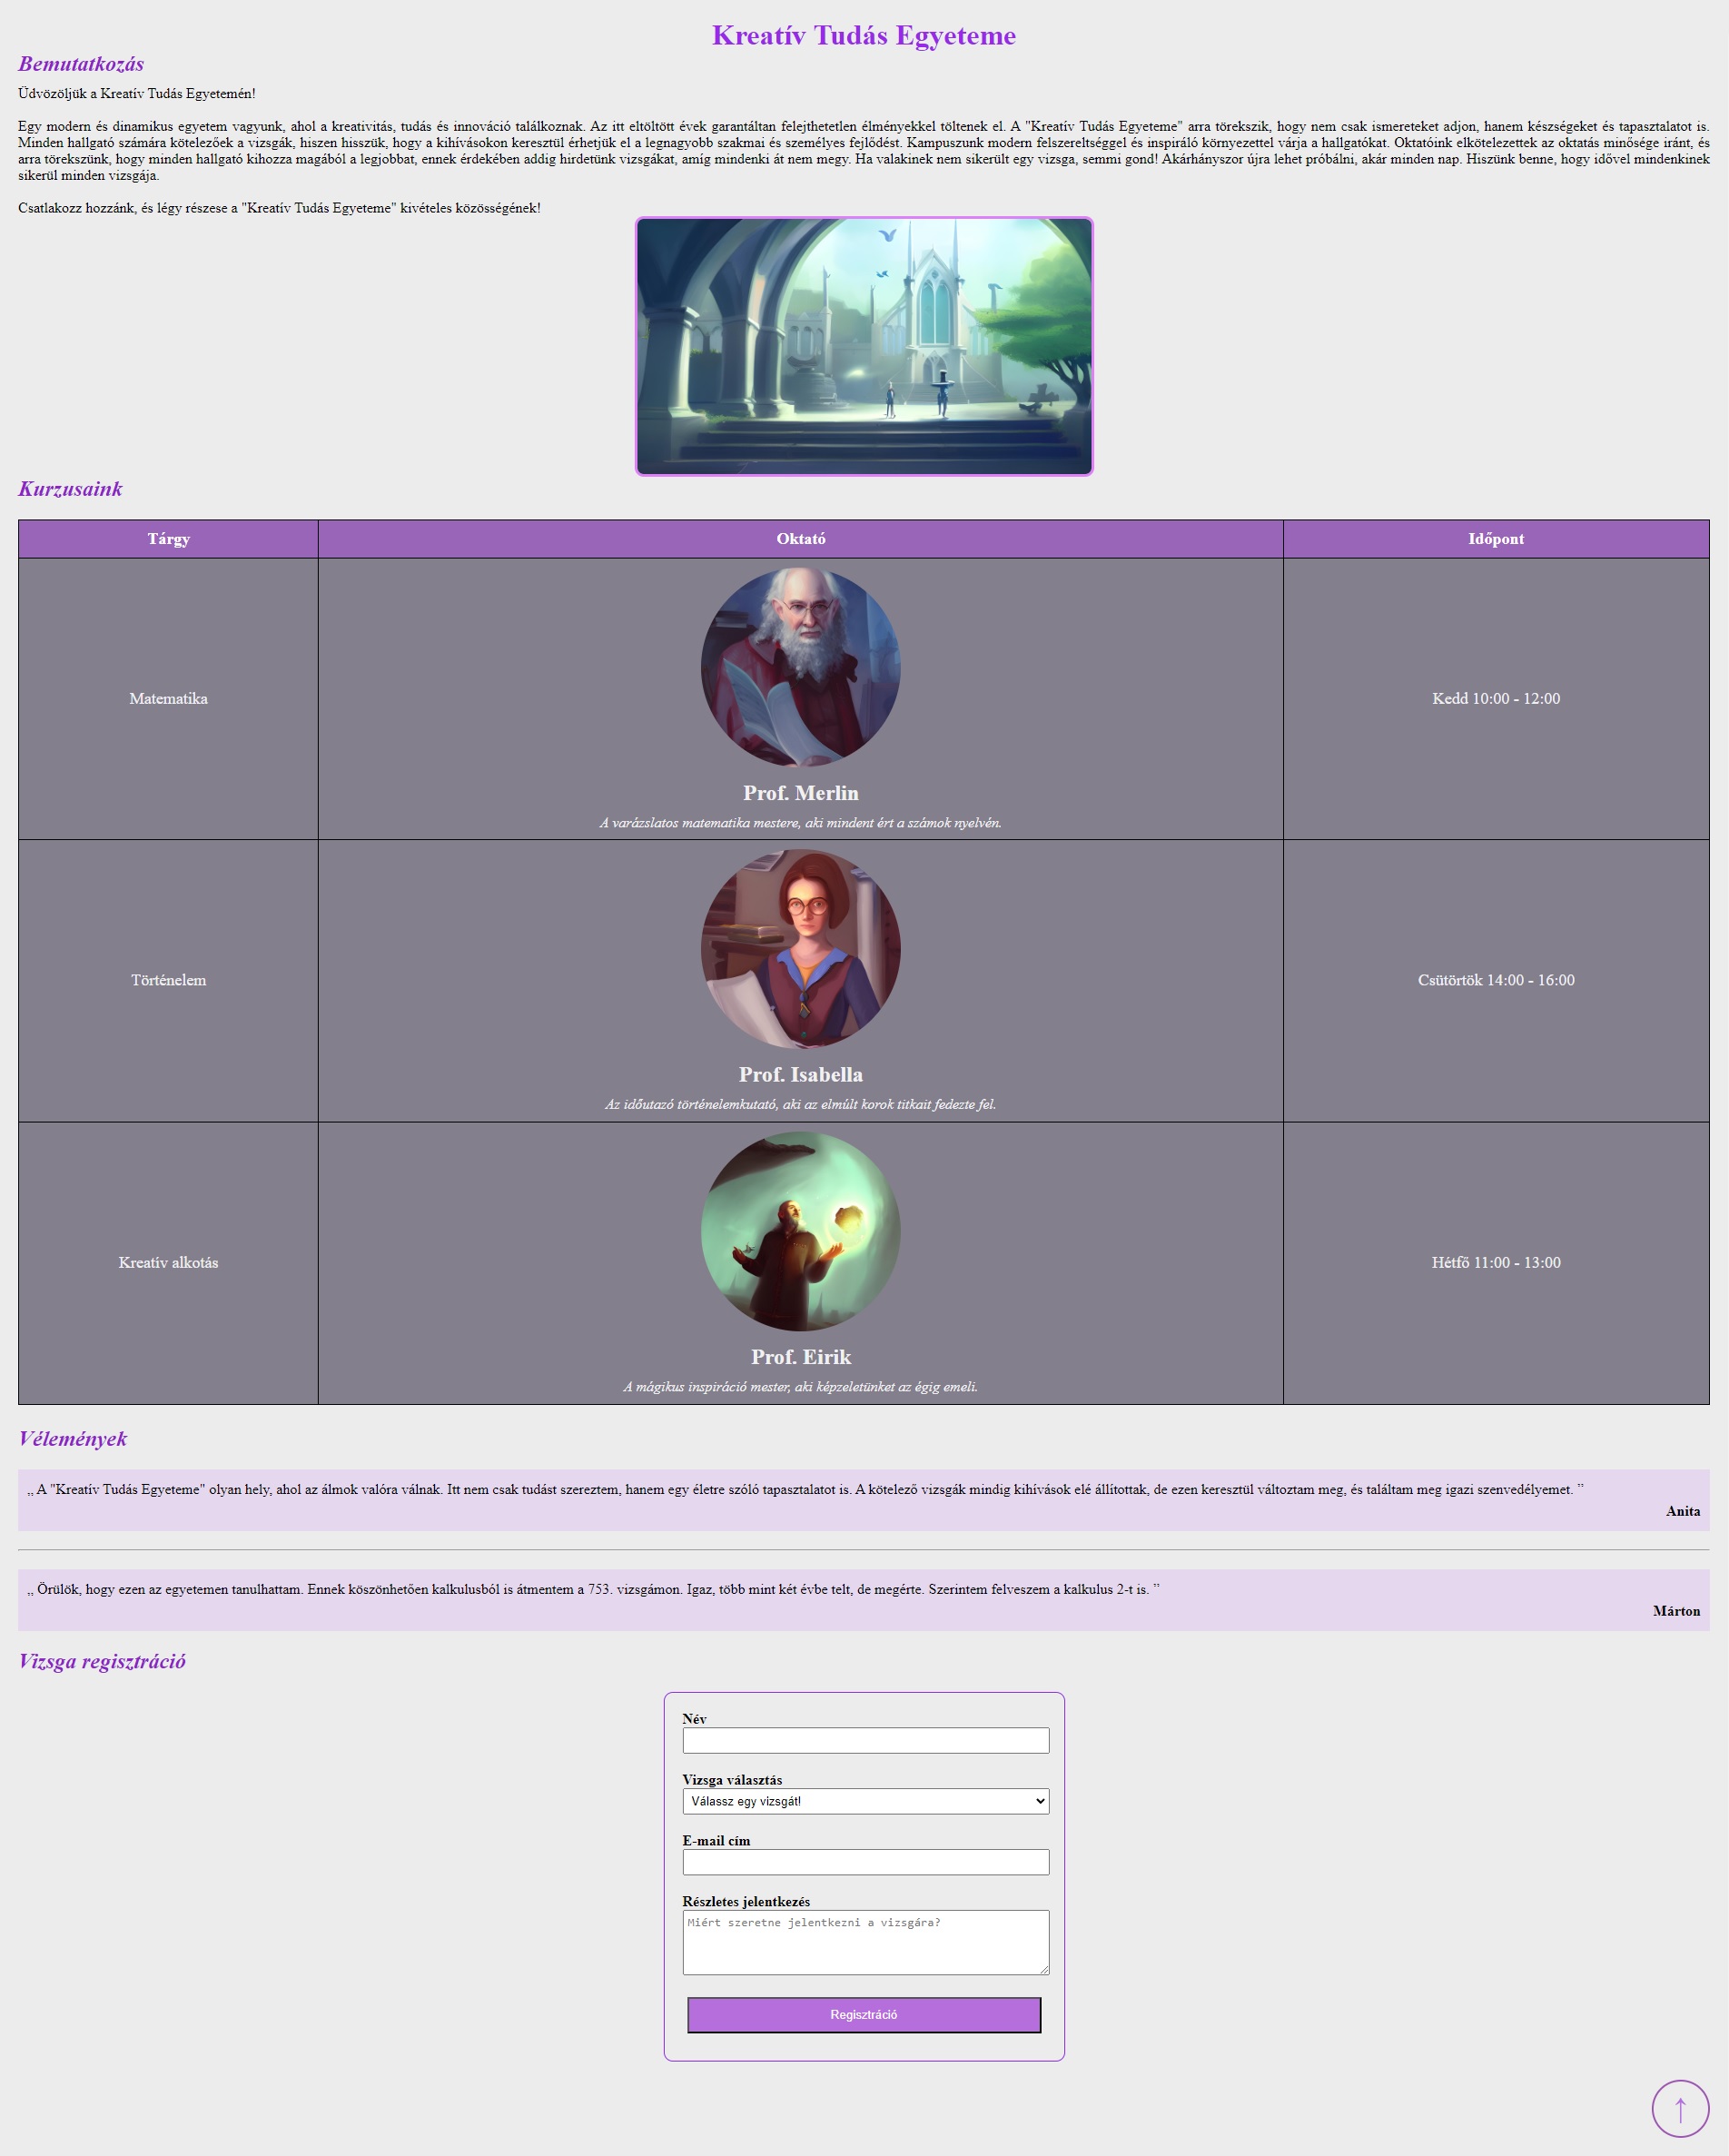 Kreatív Tudás Egyeteme
Bemutatkozás
Üdvözöljük a Kreatív Tudás Egyetemén!
Egy modern és dinamikus egyetem vagyunk, ahol a kreativitás, tudás és innováció találkoznak. Az itt eltöltött évek garantáltan felejthetetlen élményekkel töltenek el. A "Kreatív Tudás Egyeteme" arra törekszik, hogy nem csak ismereteket adjon, hanem készségeket és tapasztalatot is.
Minden hallgató számára kötelezőek a vizsgák, hiszen hisszük, hogy a kihívásokon keresztül érhetjük el a legnagyobb szakmai és személyes fejlődést. Kampuszunk modern felszereltséggel és inspiráló környezettel várja a hallgatókat. Oktatóink elkötelezettek az oktatás minősége iránt, és
arra törekszünk, hogy minden hallgató kihozza magából a legjobbat, ennek érdekében addig hirdetünk vizsgákat, amíg mindenki át nem megy. Ha valakinek nem sikerült egy vizsga, semmi gond! Akárhányszor újra lehet próbálni, akár minden nap. Hiszünk benne, hogy idővel mindenkinek
sikerül minden vizsgája.
Csatlakozz hozzánk, és légy részese a "Kreatív Tudás Egyeteme" kivételes közösségének!
Kurzusaink
Tárgy Oktató Időpont
Matematika
Kedd 10:00 - 12:00
Prof. Merlin
A varázslatos matematika mestere, aki mindent ért a számok nyelvén.
Történelem
Csütörtök 14:00 - 16:00
Prof. Isabella
Az időutazó történelemkutató, aki az elmúlt korok titkait fedezte fel.
Kreatív alkotás
Hétfő 11:00 - 13:00
Prof. Eirik
A mágikus inspiráció mester, aki képzeletünket az égig emeli.
Vélemények
„ A "Kreatív Tudás Egyeteme" olyan hely, ahol az álmok valóra válnak. Itt nem csak tudást szereztem, hanem egy életre szóló tapasztalatot is. A kötelező vizsgák mindig kihívások elé állítottak, de ezen keresztül változtam meg, és találtam meg igazi szenvedélyemet. ”
Anita
„ Örülök, hogy ezen az egyetemen tanulhattam. Ennek köszönhetően kalkulusból is átmentem a 753. vizsgámon. Igaz, több mint két évbe telt, de megérte. Szerintem felveszem a kalkulus 2-t is. ”
Márton
Vizsga regisztráció
Név
Vizsga választás
Válassz egy vizsgát!
E-mail cím
Részletes jelentkezés
Miért szeretne jelentkezni a vizsgára?
Regisztráció
↑